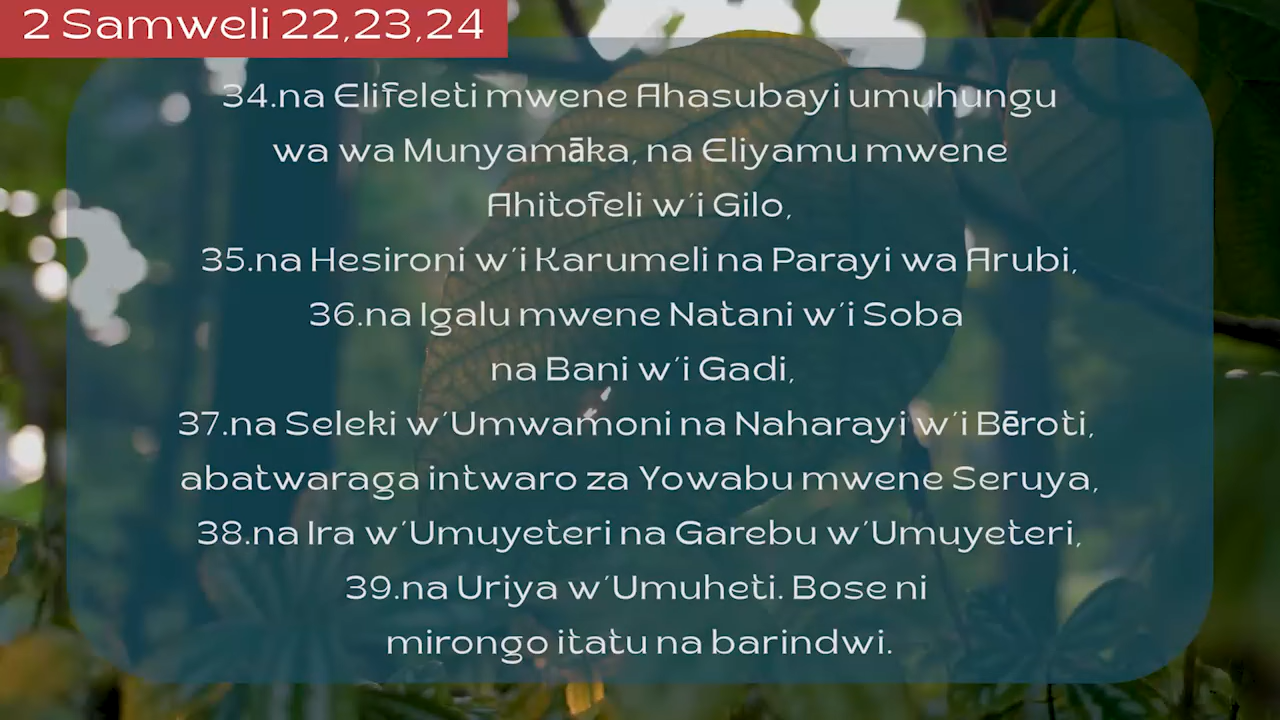 2 Samweli 22,23,24
34.na Elifeleti mwene Ahasubayi umuhungu
wa wa Munyamāka, na Eliyamu mwene
Ahitofeli w'i Gilo,
35.na Hesironi w'i Karumeli na Parayi wa Arubi,
36.na Igalu mwene Natani w'i Soba
na Bani w'i Gadi,
37.na Seleki w'Umwamoni na Naharayi w'i Bēroti,
abatwaraga intwaro za Yowabu mwene Seruya,
38.na Ira w'Umuyeteri na Garebu w'Umuyeteri,
39.na Uriya w'Umuheti. Bose ni
mirongo itatu na barindwi.